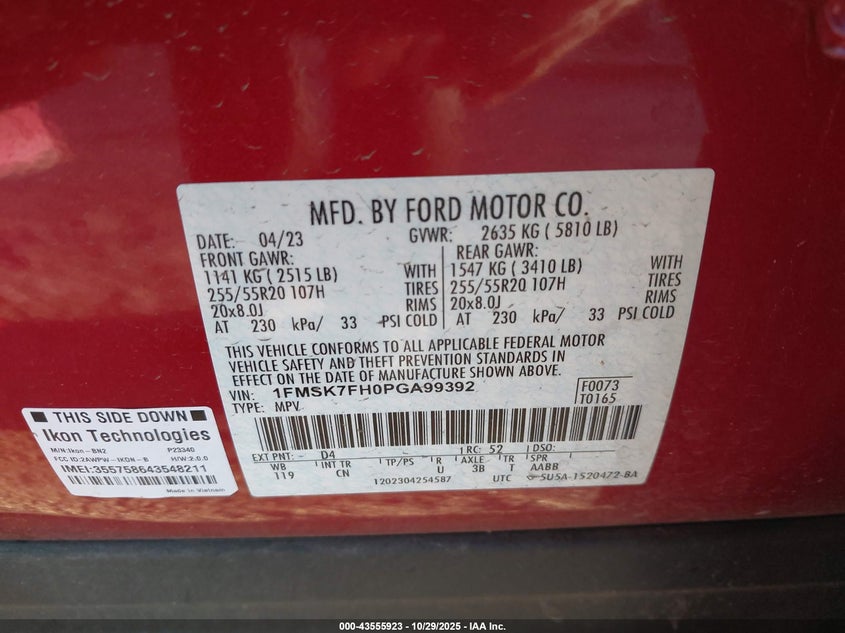 MFD. BY FORD MOTOR CO.
DATE: 04/23 GVWR: 2635 KG ( 5810 LB)
FRONT GAWR: REAR GAWR:
1141 KG ( 2515 LB) WITH 1547 KG ( 3410 LB) WITH
255/55R20 107H TIRES 255/55R20 107H TIRES
20x8.0J RIMS 20x8.0J RIMS
AT 230 kPa/ 33 PSI COLD AT 230 kPa/ 33 PSI COLD
THIS VEHICLE CONFORMS TO ALL APPLICABLE FEDERAL MOTOR
VEHICLE SAFETY AND THEFT PREVENTION STANDARDS IN
EFFECT ON THE DATE OF MANUFACTURE SHOWN ABOVE.
VIN: 1FMSK7FH0PGA99392
TYPE: MPV
F0073
T0165
EXT PNT: D4 RC: 52 DSO:
WB INT TR TP/PS R AXLE TR SPR
119 CN U 3B T AABB
1202304254587 UTC 5U5A-1520472-BA
THIS SIDE DOWN
Ikon Technologies
M/N:Ikon-BN2 P23340
FCC ID:2AWPW-IKON-B H/W:2.0.0
IMEI:355758643548211
Made in Vietnam
000-43555923 - 10/29/2025 - IAA Inc.